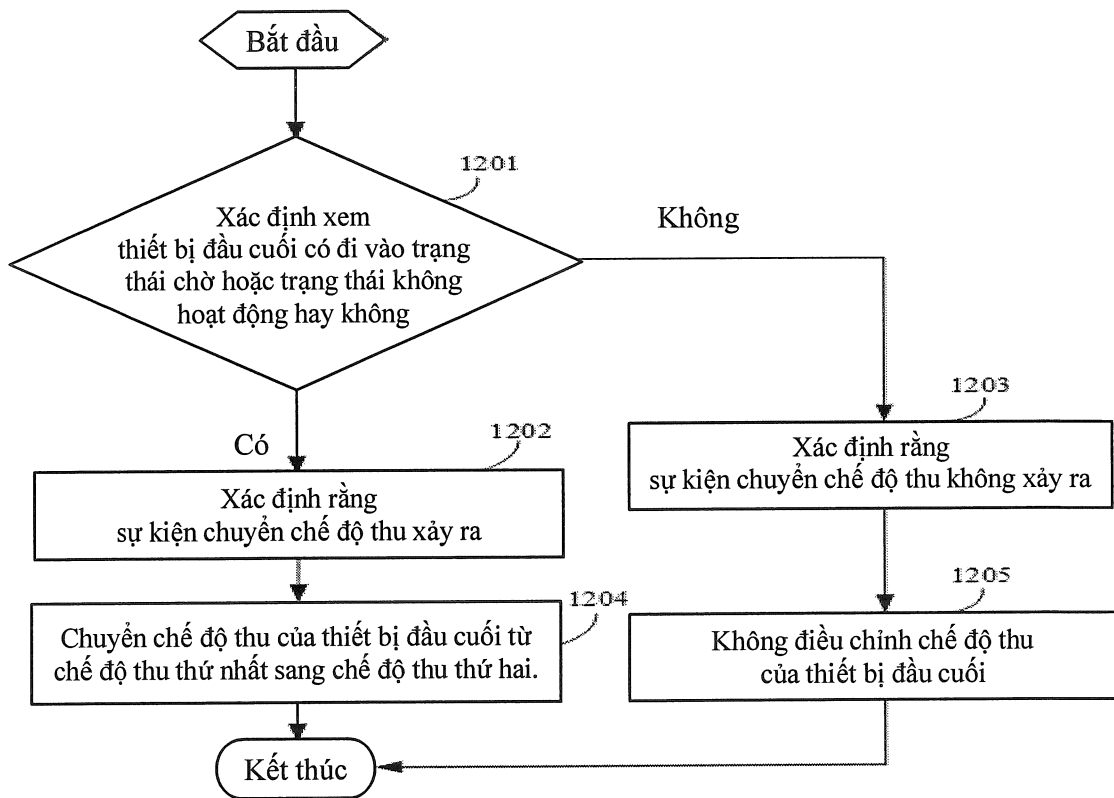 Bắt đầu
1201
Xác định xem
thiết bị đầu cuối có đi vào trạng
thái chờ hoặc trạng thái không
hoạt động hay không
Không
Có
1202
Xác định rằng
sự kiện chuyển chế độ thu xảy ra
1203
Xác định rằng
sự kiện chuyển chế độ thu không xảy ra
1204
Chuyển chế độ thu của thiết bị đầu cuối từ
chế độ thu thứ nhất sang chế độ thu thứ hai.
1205
Không điều chỉnh chế độ thu
của thiết bị đầu cuối
Kết thúc